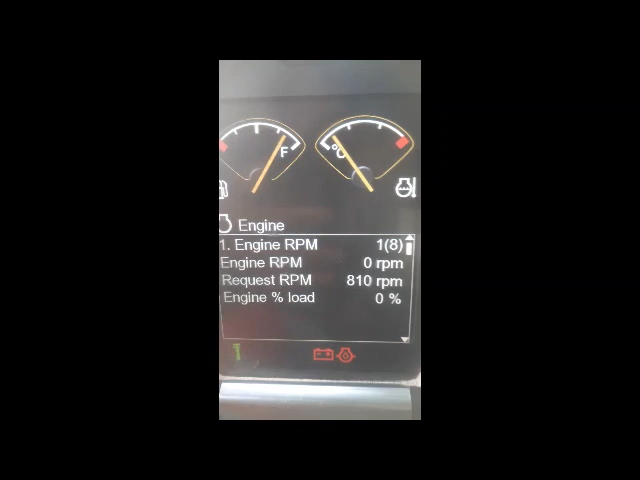 F
°C
Engine
1. Engine RPM 1(8)
Engine RPM 0 rpm
Request RPM 810 rpm
Engine % load 0 %